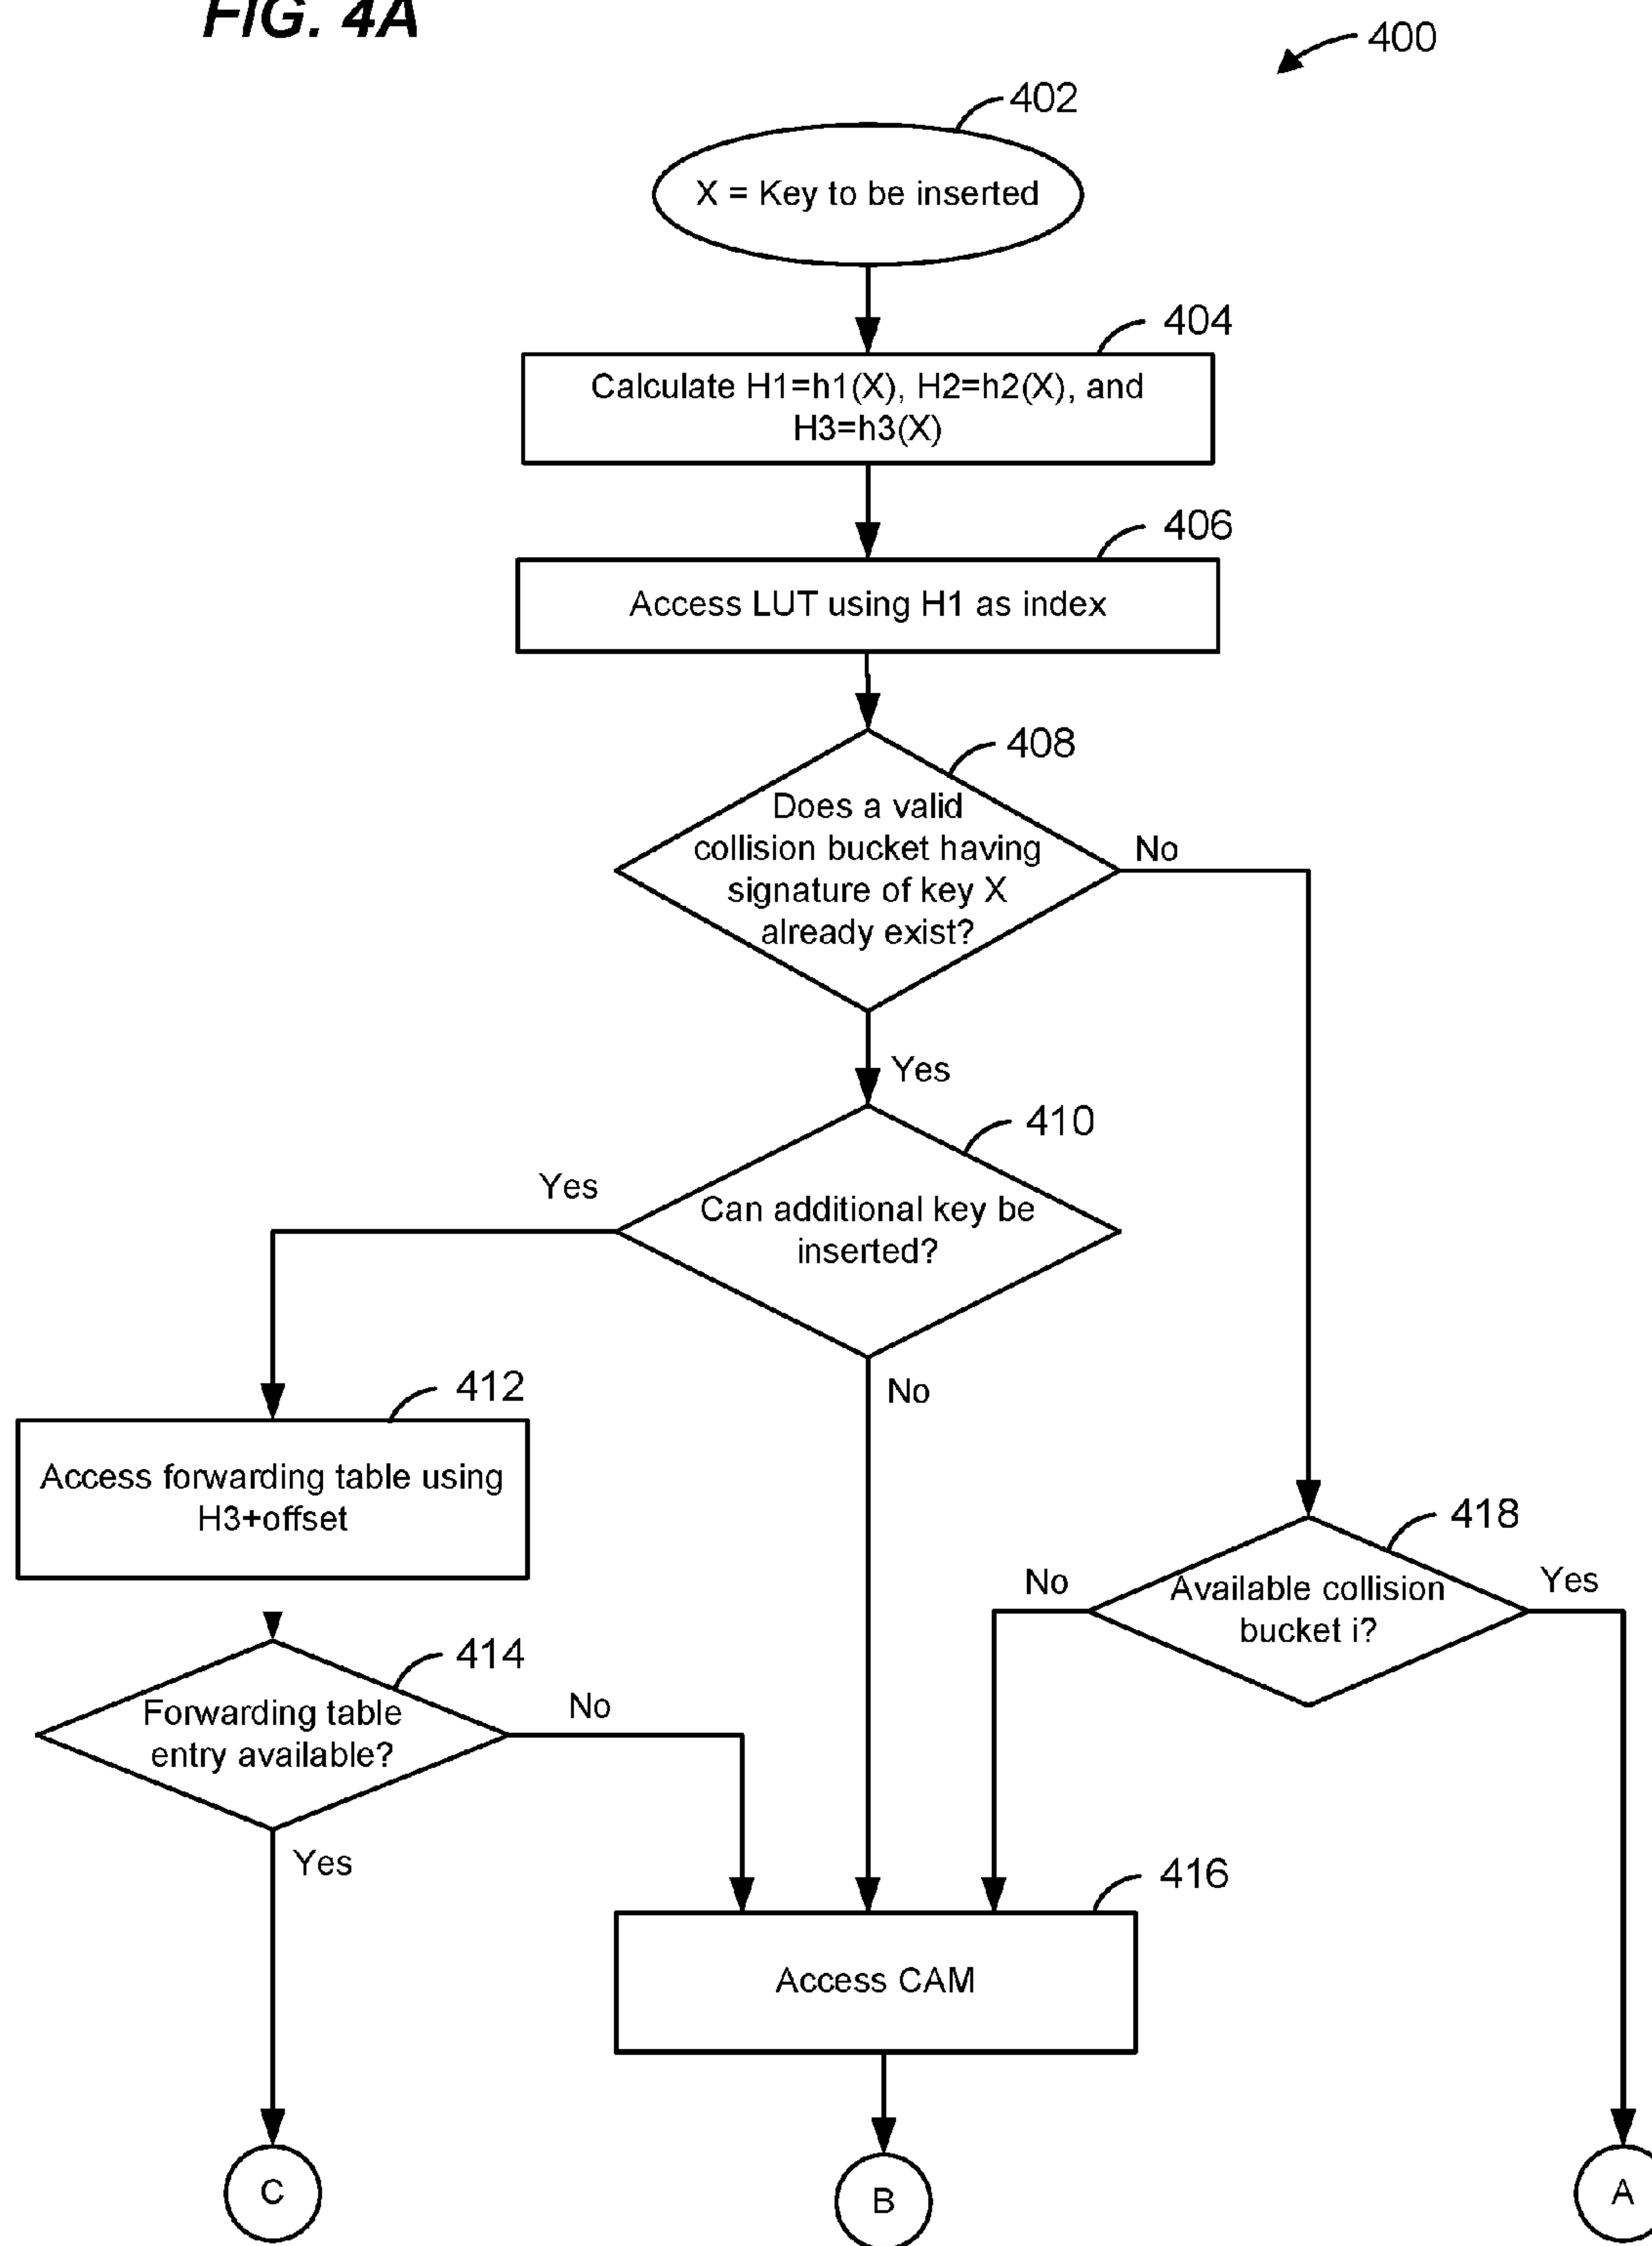 FIG. 4A
400
402
X = Key to be inserted
404
Calculate H1=h1(X), H2=h2(X), and
H3=h3(X)
406
Access LUT using H1 as index
408
Does a valid
collision bucket having
signature of key X
already exist?
No
Yes
410
Yes
Can additional key be
inserted?
No
412
Access forwarding table using
H3+offset
418
No
Available collision
bucket i?
Yes
414
Forwarding table
entry available?
No
Yes
416
Access CAM
C
B
A